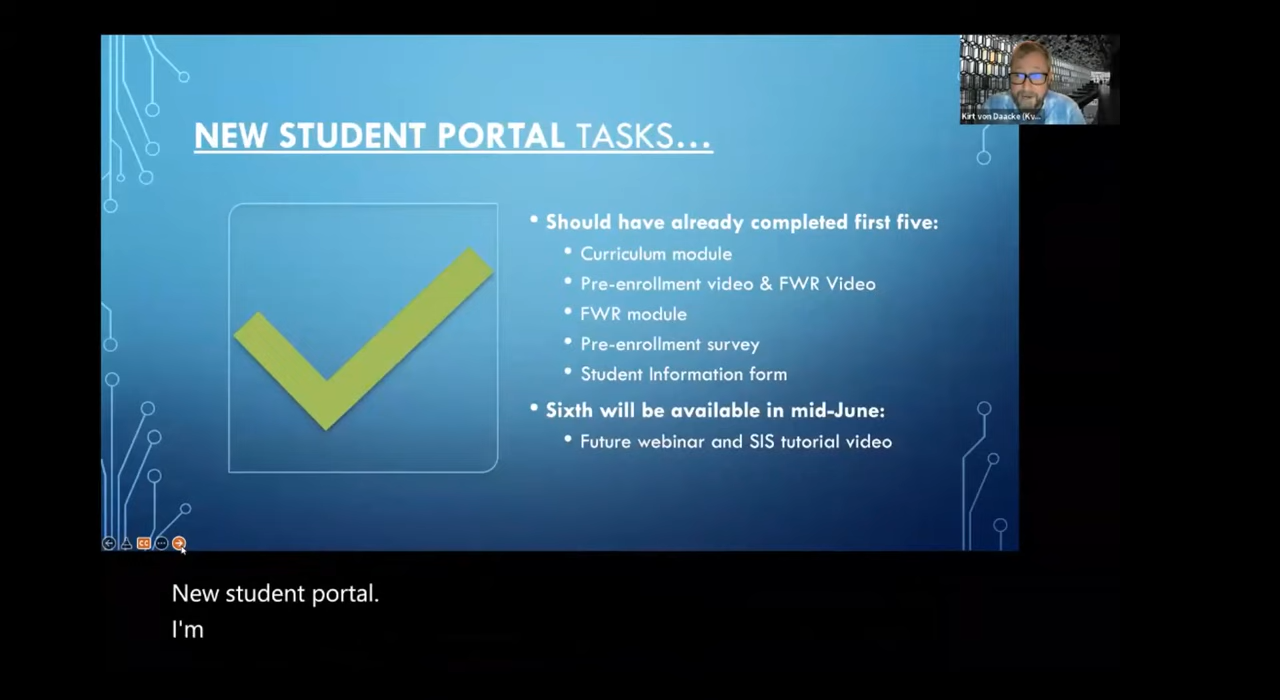 Kirt von Daacke (Kv...
NEW STUDENT PORTAL TASKS...
• Should have already completed first five:
• Curriculum module
• Pre-enrollment video & FWR Video
• FWR module
• Pre-enrollment survey
• Student Information form
• Sixth will be available in mid-June:
• Future webinar and SIS tutorial video
CC
New student portal.
I'm